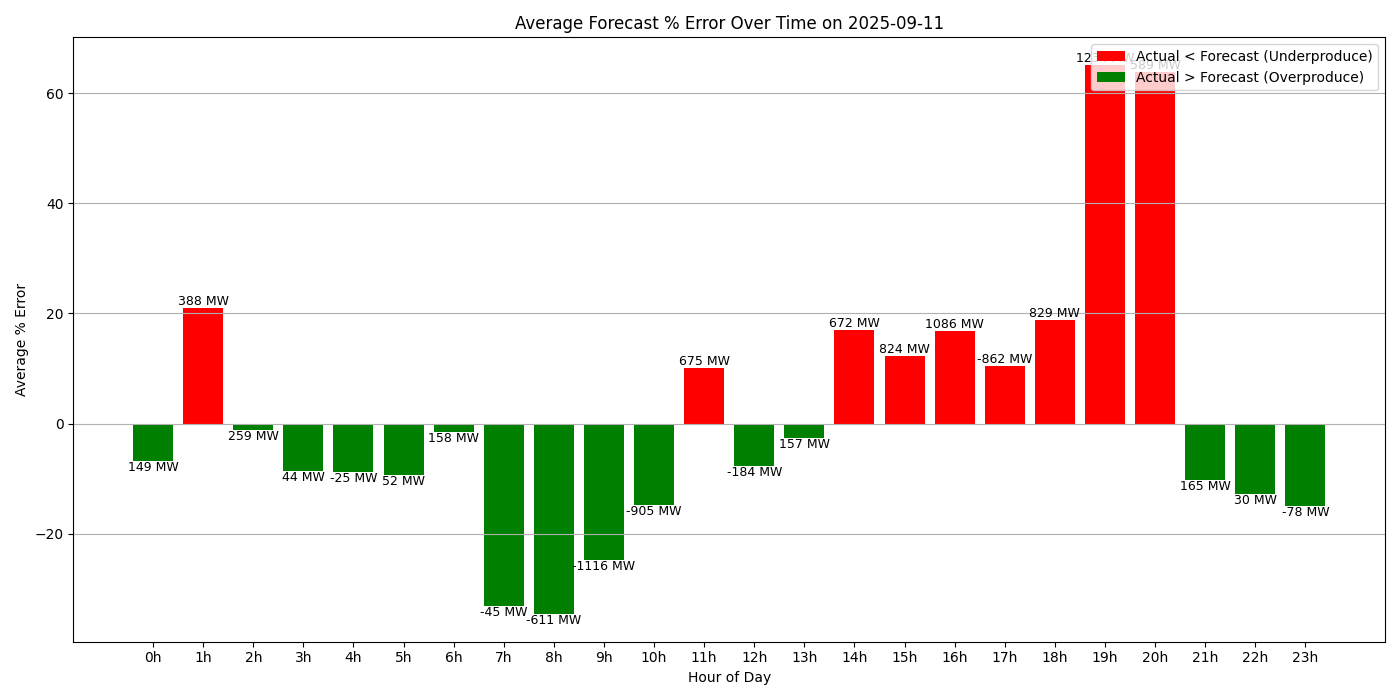 Average Forecast % Error Over Time on 2025-09-11
Actual < Forecast (Underproduce)
Actual > Forecast (Overproduce)
Average % Error
60
40
20
0
−20
149 MW
388 MW
259 MW
44 MW
-25 MW
52 MW
158 MW
-45 MW
-611 MW
-1116 MW
-905 MW
675 MW
-184 MW
157 MW
672 MW
824 MW
1086 MW
-862 MW
829 MW
589 MW
165 MW
30 MW
-78 MW
0h 1h 2h 3h 4h 5h 6h 7h 8h 9h 10h 11h 12h 13h 14h 15h 16h 17h 18h 19h 20h 21h 22h 23h
Hour of Day